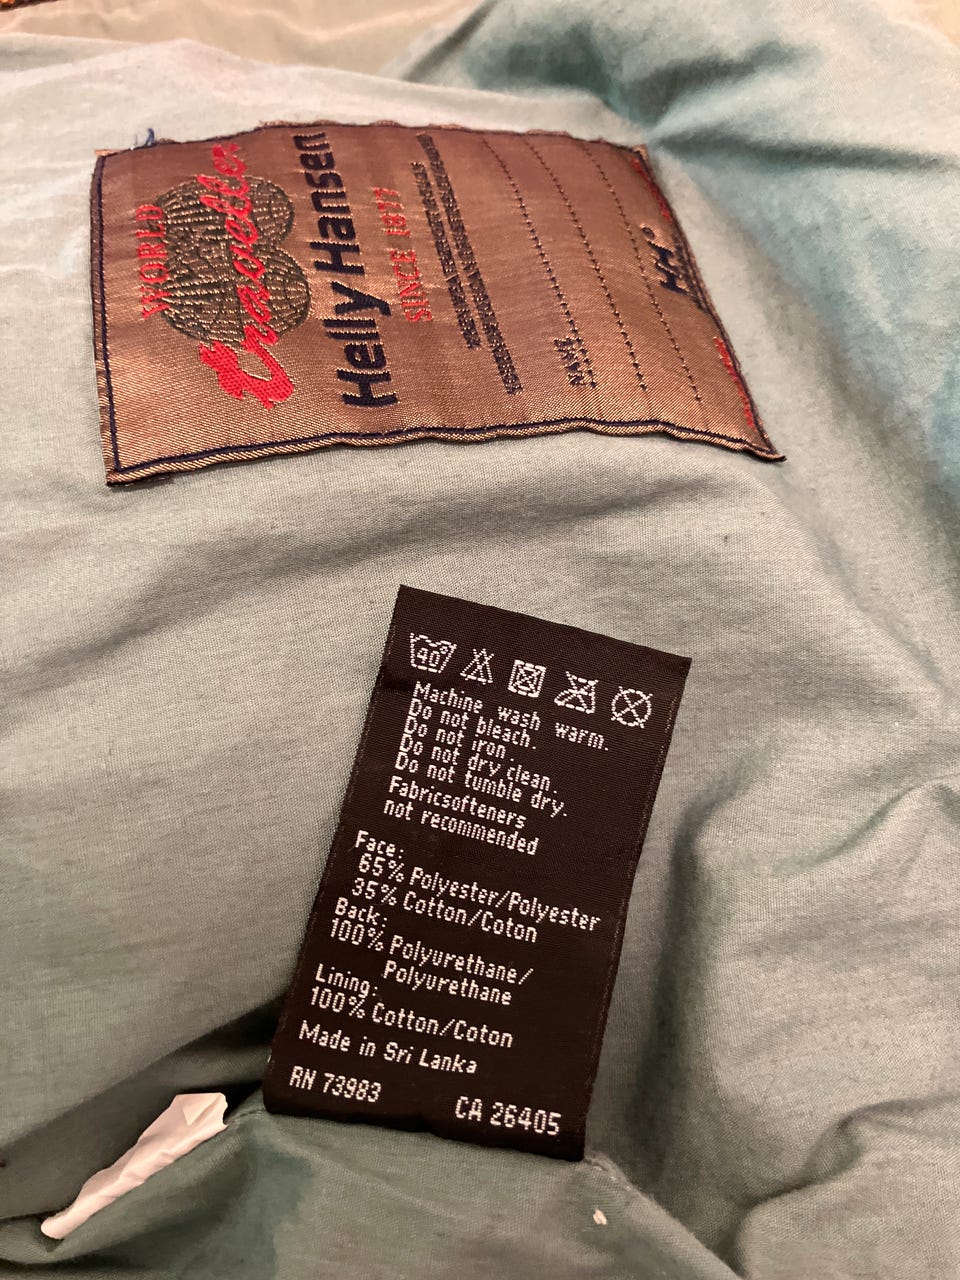 WORLD
Traveller
Helly Hansen
SINCE 1877
NAME
HH
40°
Machine wash warm.
Do not bleach.
Do not iron.
Do not dry clean.
Do not tumble dry.
Fabricsofteners
not recommended
Face:
65% Polyester/Polyester
35% Cotton/Coton
Back:
100% Polyurethane/
Polyurethane
Lining:
100% Cotton/Coton
Made in Sri Lanka
RN 73983
CA 26405